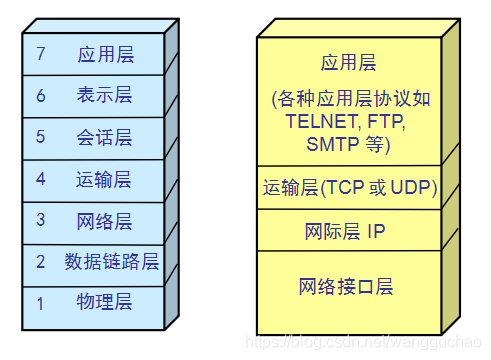 7 应用层
6 表示层
5 会话层
4 运输层
3 网络层
2 数据链路层
1 物理层
应用层
(各种应用层协议如
TELNET, FTP,
SMTP 等)
运输层(TCP 或 UDP)
网际层 IP
网络接口层
https://blog.csdn.net/wangguchao